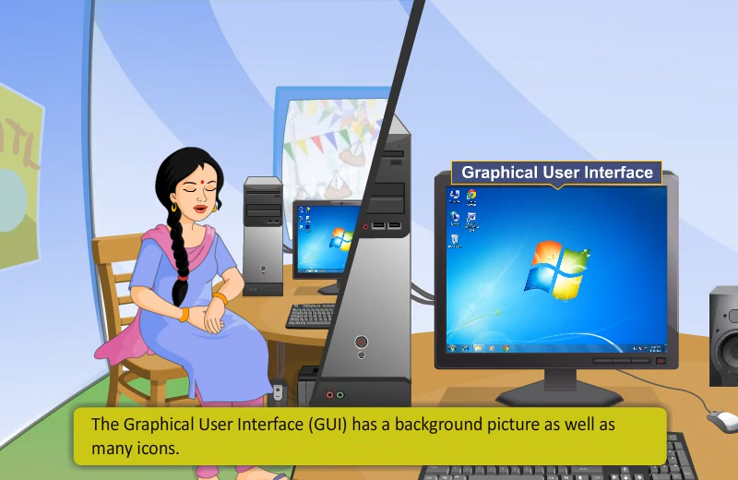 Graphical User Interface
The Graphical User Interface (GUI) has a background picture as well as
many icons.